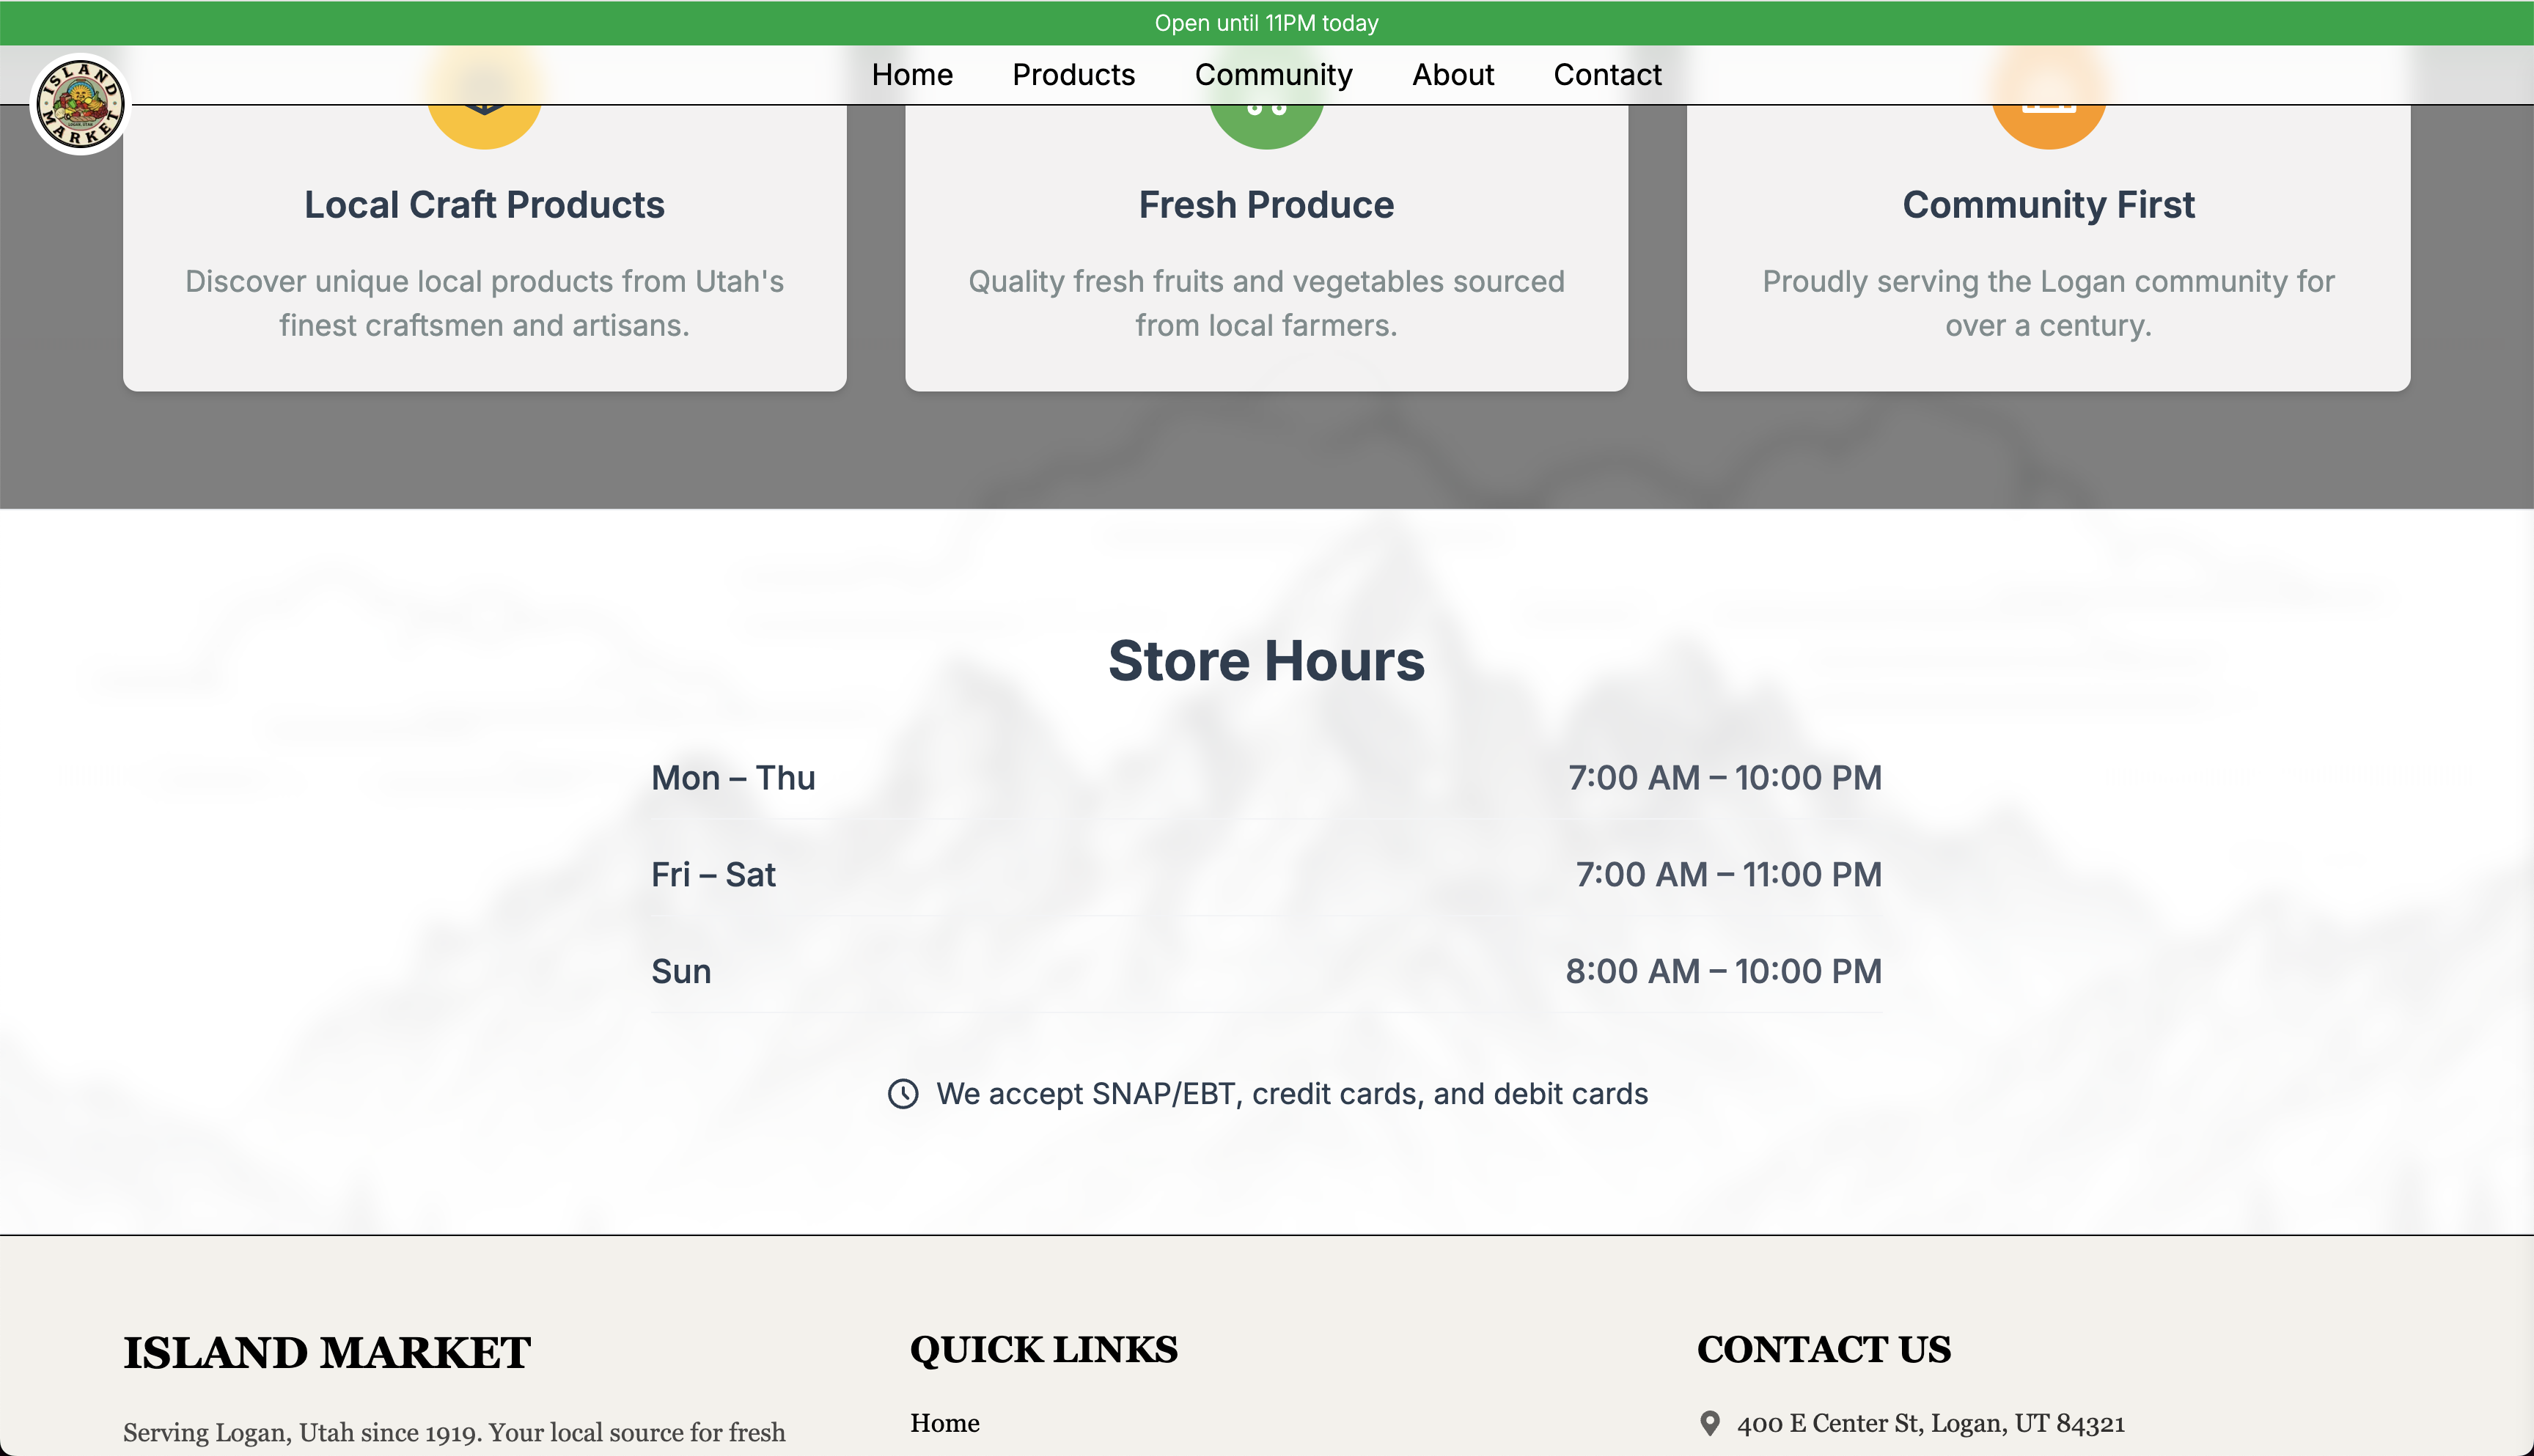 Open until 11PM today
ISLAND MARKET
Home Products Community About Contact
Local Craft Products
Discover unique local products from Utah's
finest craftsmen and artisans.
Fresh Produce
Quality fresh fruits and vegetables sourced
from local farmers.
Community First
Proudly serving the Logan community for
over a century.
Store Hours
Mon – Thu 7:00 AM – 10:00 PM
Fri – Sat 7:00 AM – 11:00 PM
Sun 8:00 AM – 10:00 PM
We accept SNAP/EBT, credit cards, and debit cards
ISLAND MARKET
Serving Logan, Utah since 1919. Your local source for fresh
QUICK LINKS
Home
CONTACT US
400 E Center St, Logan, UT 84321